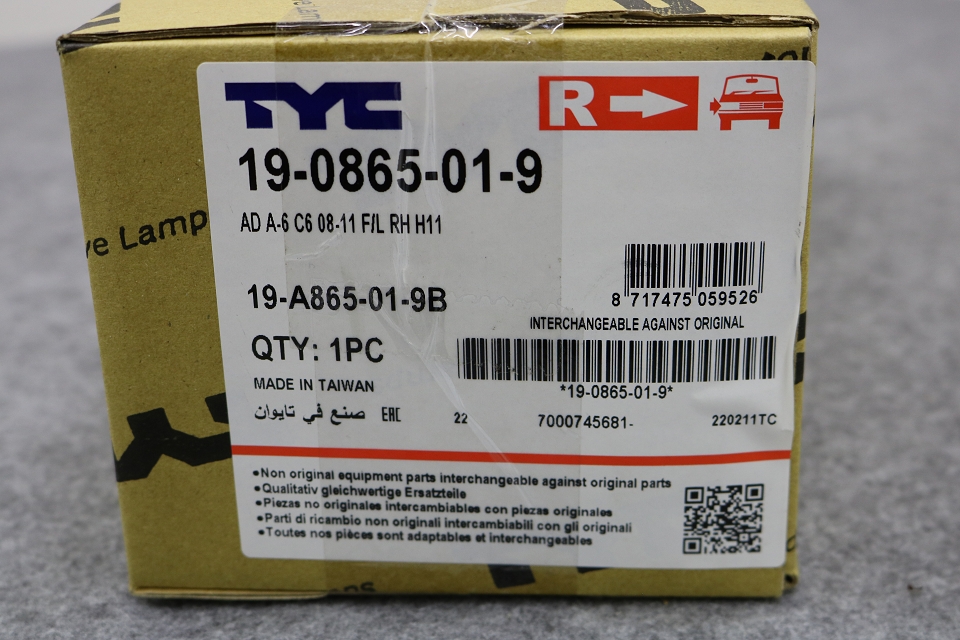 TYC
R
19-0865-01-9
AD A-6 C6 08-11 F/L RH H11
ve Lamp
19-A865-01-9B
8 717475 059526
INTERCHANGEABLE AGAINST ORIGINAL
QTY: 1PC
*19-0865-01-9*
MADE IN TAIWAN
صنع في تايوان EAC 22 7000745681- 220211TC
•Non original equipment parts interchangeable against original parts
•Qualitativ gleichwertige Ersatzteile
•Piezas no originales intercambiables con piezas originales
•Parti di ricambio non originali intercambiabili con gli originali
•Toutes nos pièces sont adaptables et interchangeables